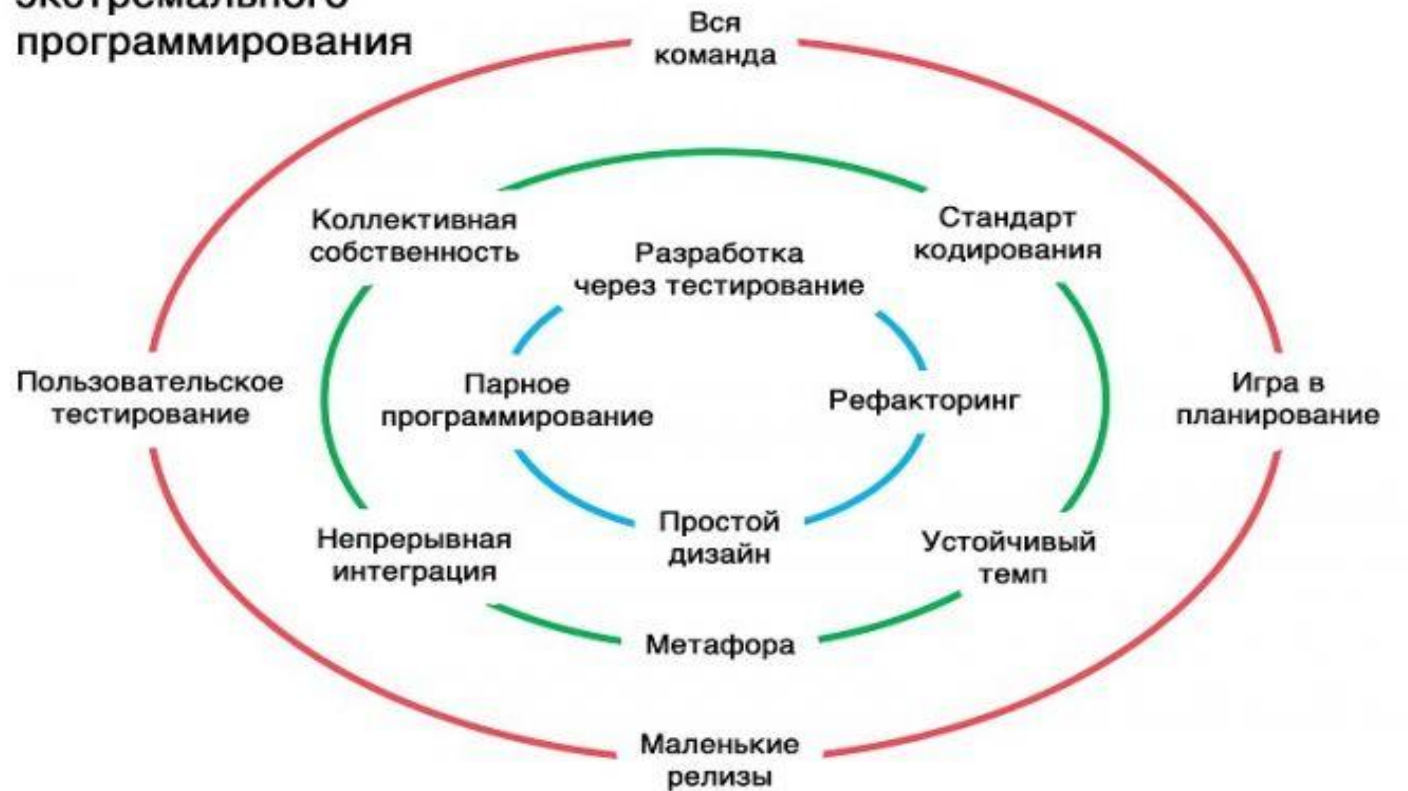 экстремального
программирования
Вся
команда
Коллективная
собственность
Стандарт
кодирования
Разработка
через тестирование
Пользовательское
тестирование
Парное
программирование
Рефакторинг
Игра в
планирование
Непрерывная
интеграция
Простой
дизайн
Устойчивый
темп
Метафора
Маленькие
релизы